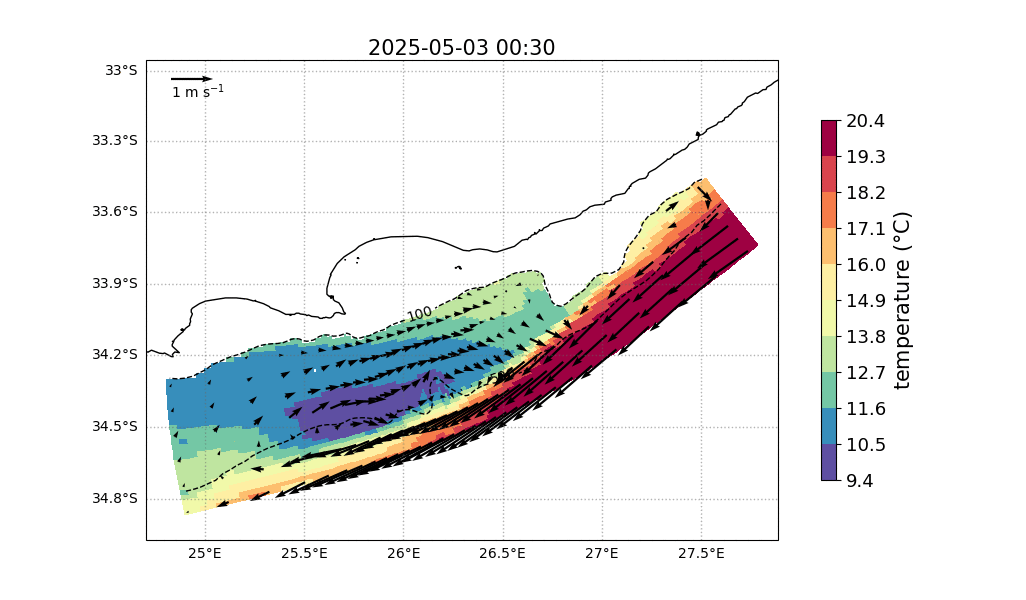 2025-05-03 00:30
1 m s⁻¹
33°S
33.3°S
33.6°S
33.9°S
34.2°S
34.5°S
34.8°S
100
25°E
25.5°E
26°E
26.5°E
27°E
27.5°E
20.4
19.3
18.2
17.1
16.0
14.9
13.8
12.7
11.6
10.5
9.4
temperature (°C)